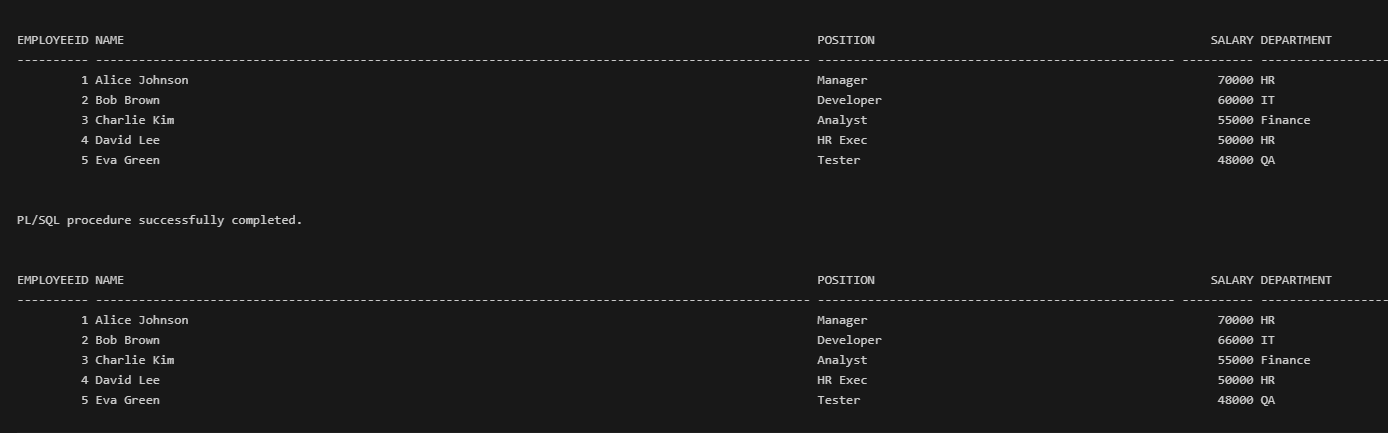 EMPLOYEEID NAME                                                                                                 POSITION                                               SALARY DEPARTMENT
---------- ---------------------------------------------------------------------------------------------------- -------------------------------------------------- ---------- ------------------
         1 Alice Johnson                                                                                        Manager                                                 70000 HR
         2 Bob Brown                                                                                            Developer                                               60000 IT
         3 Charlie Kim                                                                                          Analyst                                                 55000 Finance
         4 David Lee                                                                                            HR Exec                                                 50000 HR
         5 Eva Green                                                                                            Tester                                                  48000 QA
PL/SQL procedure successfully completed.
EMPLOYEEID NAME                                                                                                 POSITION                                               SALARY DEPARTMENT
---------- ---------------------------------------------------------------------------------------------------- -------------------------------------------------- ---------- ------------------
         1 Alice Johnson                                                                                        Manager                                                 70000 HR
         2 Bob Brown                                                                                            Developer                                               66000 IT
         3 Charlie Kim                                                                                          Analyst                                                 55000 Finance
         4 David Lee                                                                                            HR Exec                                                 50000 HR
         5 Eva Green                                                                                            Tester                                                  48000 QA